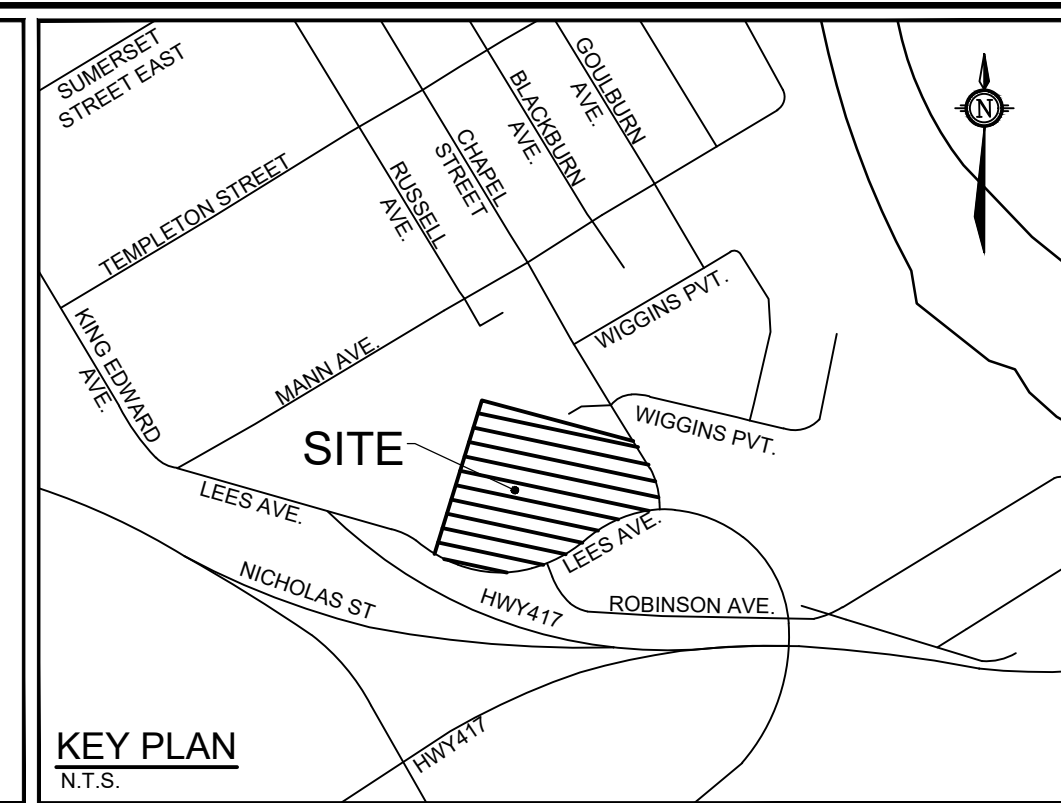 SUMERSET
STREET EAST
GOULBURN
AVE.
BLACKBURN
AVE.
N
CHAPEL
STREET
RUSSELL
AVE.
TEMPLETON STREET
WIGGINS PVT.
KING EDWARD
AVE.
MANN AVE.
WIGGINS PVT.
SITE
LEES AVE.
LEES AVE.
NICHOLAS ST
HWY417
ROBINSON AVE.
HWY417
KEY PLAN
N.T.S.